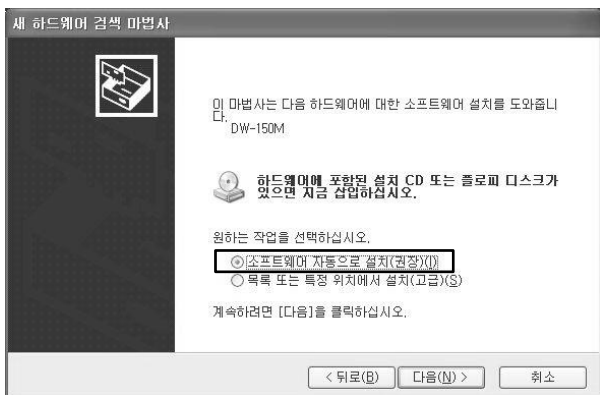 새 하드웨어 검색 마법사
이 마법사는 다음 하드웨어에 대한 소프트웨어 설치를 도와줍니
다.
DW-150M
하드웨어에 포함된 설치 CD 또는 플로피 디스크가
있으면 지금 삽입하십시오.
원하는 작업을 선택하십시오.
소프트웨어 자동으로 설치(권장)(I)
목록 또는 특정 위치에서 설치(고급)(S)
계속하려면 [다음]을 클릭하십시오.
< 뒤로(B) 다음(N) > 취소